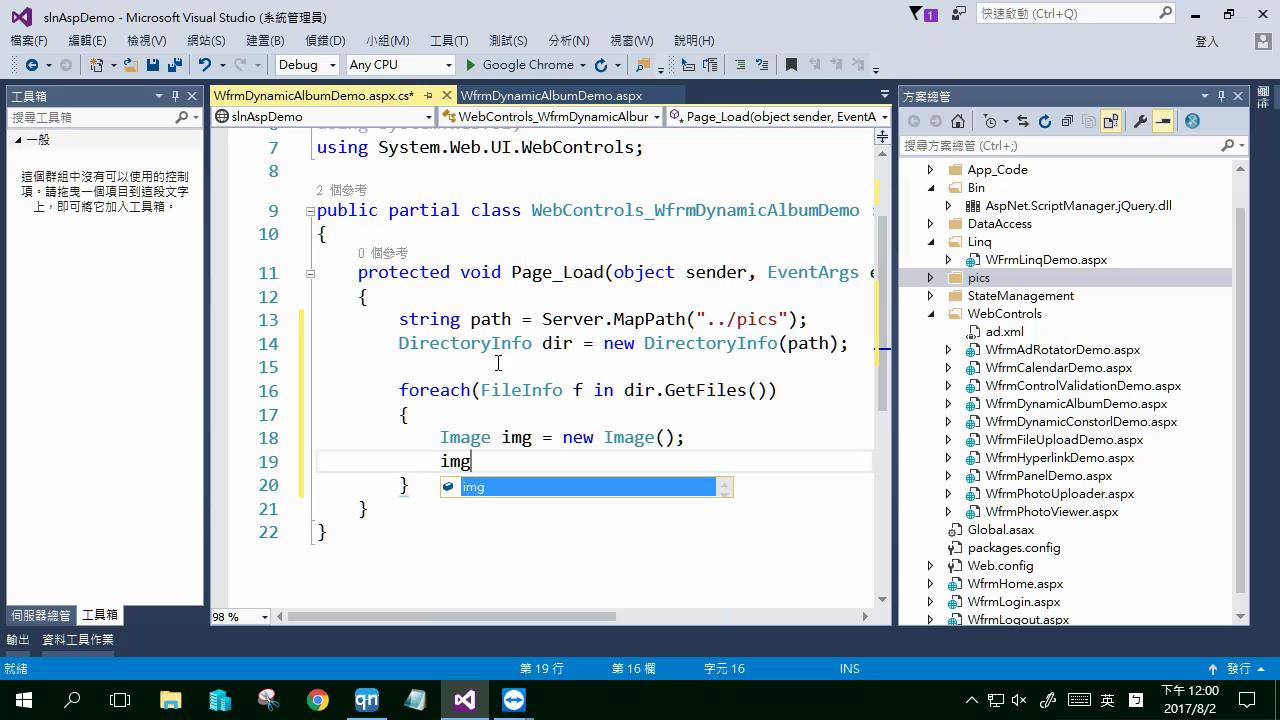 slnAspDemo - Microsoft Visual Studio (系統管理員)
1
快速啟動 (Ctrl+Q)
檔案(F) 編輯(E) 檢視(V) 網站(S) 建置(B) 偵錯(D) 小組(M) 工具(T) 測試(S) 分析(N) 視窗(W) 說明(H)
登入
Debug Any CPU Google Chrome
工具箱
搜尋工具箱
一般
這個群組中沒有可以使用的控制
項。請拖曳一個項目到這段文字
上，即可將它加入工具箱。
伺服器總管 工具箱
WfrmDynamicAlbumDemo.aspx.cs* WfrmDynamicAlbumDemo.aspx
slnAspDemo WebControls_WfrmDynamicAlbur Page_Load(object sender, EventA
7 using System.Web.UI.WebControls;
8
2 個參考
9 public partial class WebControls_WfrmDynamicAlbumDemo :
10 {
0 個參考
11 protected void Page_Load(object sender, EventArgs e
12 {
13 string path = Server.MapPath("../pics");
14 DirectoryInfo dir = new DirectoryInfo(path);
15
16 foreach(FileInfo f in dir.GetFiles())
17 {
18 Image img = new Image();
19 img
img
20 }
21 }
22 }
98 %
方案總管
搜尋方案總管 (Ctrl+;)
App_Code
Bin
AspNet.ScriptManager.jQuery.dll
DataAccess
Linq
WFrmLinqDemo.aspx
pics
StateManagement
WebControls
ad.xml
WfrmAdRotatorDemo.aspx
WfrmCalendarDemo.aspx
WfrmControlValidationDemo.aspx
WfrmDynamicAlbumDemo.aspx
WfrmDynamicConstorlDemo.aspx
WfrmFileUploadDemo.aspx
WfrmHyperlinkDemo.aspx
WfrmPanelDemo.aspx
WfrmPhotoUploader.aspx
WfrmPhotoViewer.aspx
Global.asax
packages.config
Web.config
WfrmHome.aspx
WfrmLogin.aspx
WfrmLogout.aspx
輸出 資料工具作業
就緒 第 19 行 第 16 欄 字元 16 INS 發行
qn 英 下午 12:00
2017/8/2